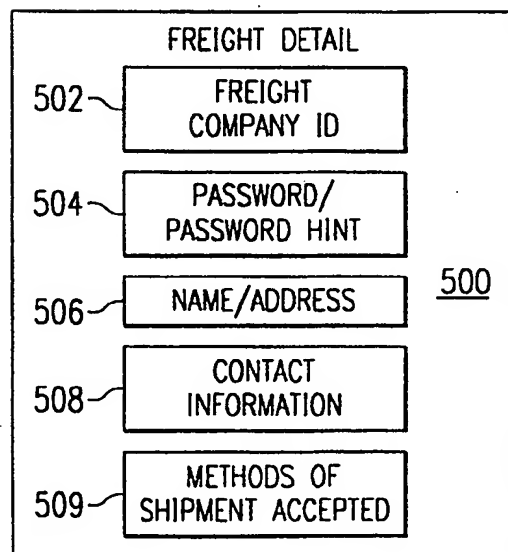 FREIGHT DETAIL
502
FREIGHT
COMPANY ID
504
PASSWORD/
PASSWORD HINT
500
506
NAME/ADDRESS
508
CONTACT
INFORMATION
509
METHODS OF
SHIPMENT ACCEPTED